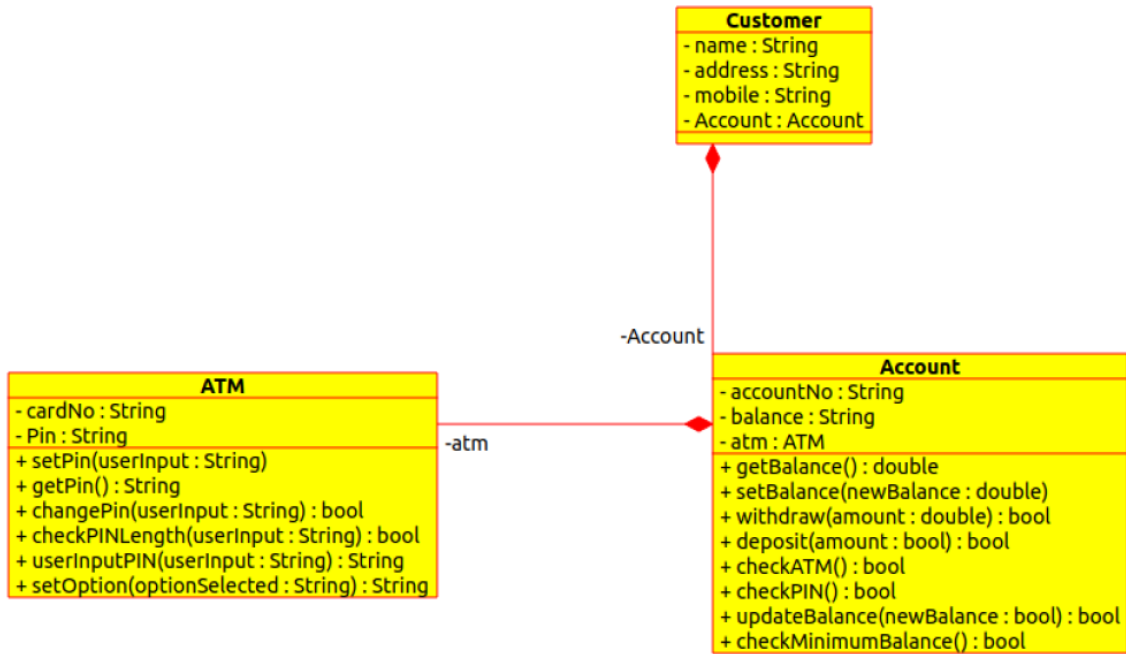 Customer
- name : String
- address : String
- mobile : String
- Account : Account
-Account
ATM
- cardNo : String
- Pin : String
+ setPin(userInput : String)
+ getPin() : String
+ changePin(userInput : String) : bool
+ checkPINLength(userInput : String) : bool
+ userInputPIN(userInput : String) : String
+ setOption(optionSelected : String) : String
-atm
Account
- accountNo : String
- balance : String
- atm : ATM
+ getBalance() : double
+ setBalance(newBalance : double)
+ withdraw(amount : double) : bool
+ deposit(amount : bool) : bool
+ checkATM() : bool
+ checkPIN() : bool
+ updateBalance(newBalance : bool) : bool
+ checkMinimumBalance() : bool